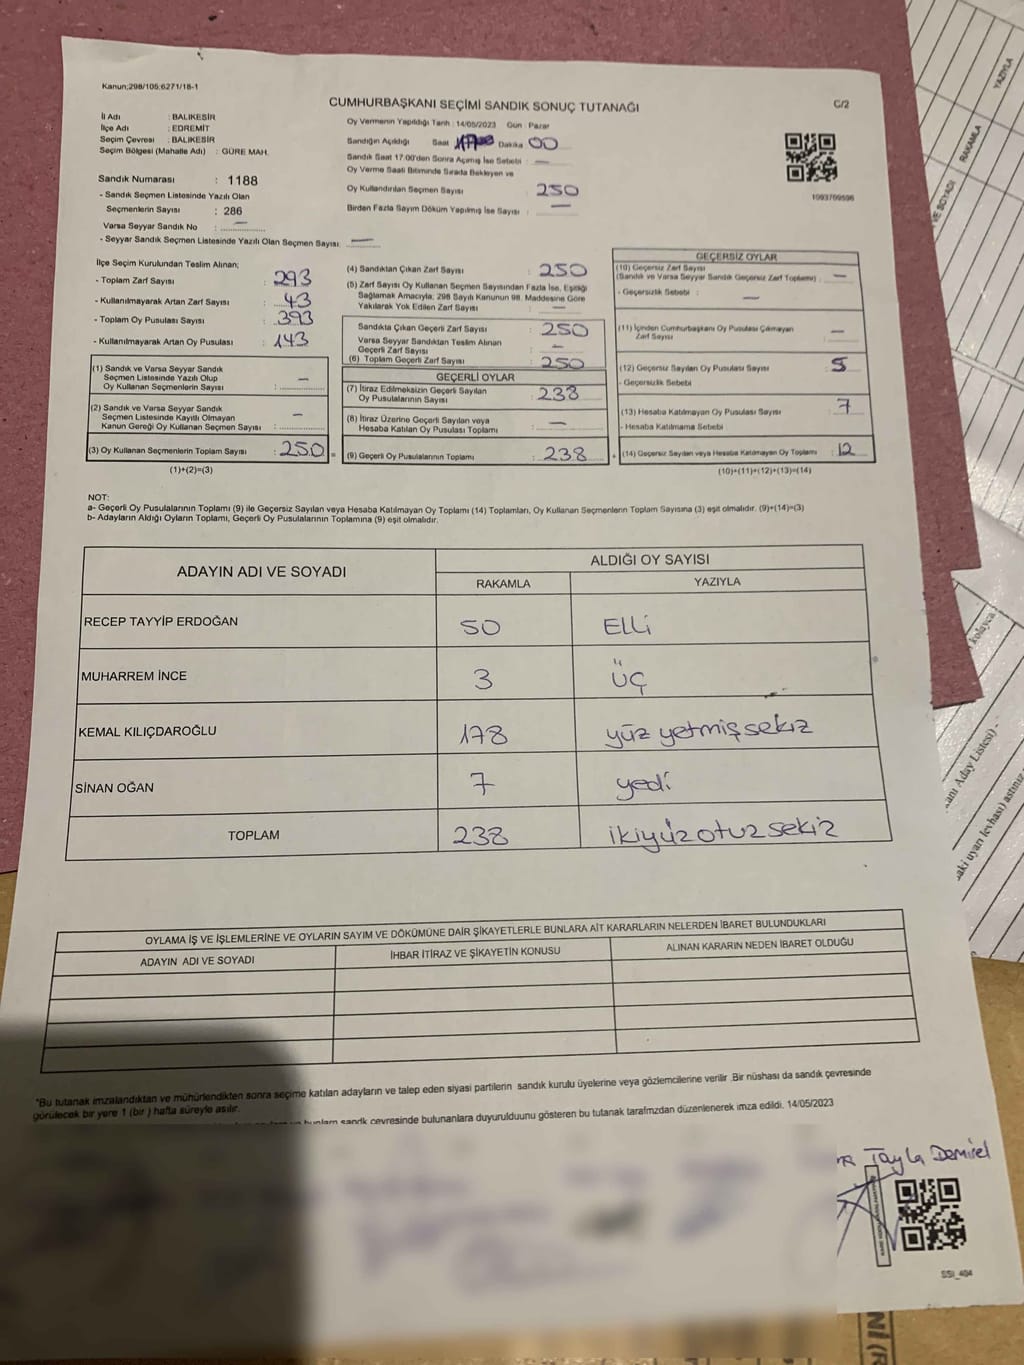 Kanun;298/105;6271/18-1
CUMHURBAŞKANI SEÇİMİ SANDIK SONUÇ TUTANAĞI
C/2
İl Adı : BALIKESİR
İlçe Adı : EDREMİT
Seçim Çevresi : BALIKESİR
Seçim Bölgesi (Mahalle Adı) : GÜRE MAH.
Sandık Numarası : 1188
- Sandık Seçmen Listesinde Yazılı Olan
Seçmenlerin Sayısı : 286
Varsa Seyyar Sandık No : —
- Seyyar Sandık Seçmen Listesinde Yazılı Olan Seçmen Sayısı: —
Oy Vermenin Yapıldığı Tarih : 14/05/2023 Gün : Pazar
Sandığın Açıldığı Saat Dakika 00
Sandık Saat 17:00'den Sonra Açılmış İse Sebebi : —
Oy Verme Saati Bitiminde Sırada Bekleyen ve
Oy Kullandırılan Seçmen Sayısı 250
Birden Fazla Sayım Döküm Yapılmış İse Sayısı : —
İlçe Seçim Kurulundan Teslim Alınan;
- Toplam Zarf Sayısı : 293
- Kullanılmayarak Artan Zarf Sayısı : 43
- Toplam Oy Pusulası Sayısı : 393
- Kullanılmayarak Artan Oy Pusulası : 143
(1) Sandık ve Varsa Seyyar Sandık
Seçmen Listesinde Yazılı Olup
Oy Kullanan Seçmenlerin Sayısı : —
(2) Sandık ve Varsa Seyyar Sandık
Seçmen Listesinde Kayıtlı Olmayan
Kanun Gereği Oy Kullanan Seçmen Sayısı : —
(3) Oy Kullanan Seçmenlerin Toplam Sayısı : 250
(1)+(2)=(3)
(4) Sandıktan Çıkan Zarf Sayısı : 250
(5) Zarf Sayısı Oy Kullanan Seçmen Sayısından Fazla İse, Eşitliği
Sağlamak Amacıyla; 298 Sayılı Kanunun 98. Maddesine Göre
Yakılarak Yok Edilen Zarf Sayısı : —
Sandıkta Çıkan Geçerli Zarf Sayısı : 250
Varsa Seyyar Sandıktan Teslim Alınan
Geçerli Zarf Sayısı : —
(6) Toplam Geçerli Zarf Sayısı : 250
GEÇERLİ OYLAR
(7) İtiraz Edilmeksizin Geçerli Sayılan
Oy Pusulalarının Sayısı : 238
(8) İtiraz Üzerine Geçerli Sayılan veya
Hesaba Katılan Oy Pusulası Toplamı : —
(9) Geçerli Oy Pusulalarının Toplamı : 238
1093709596
GEÇERSİZ OYLAR
(10) Geçersiz Zarf Sayısı
(Sandık ve Varsa Seyyar Sandık Geçersiz Zarf Toplamı) : —
- Geçersizlik Sebebi : —
(11) İçinden Cumhurbaşkanı Oy Pusulası Çıkmayan
Zarf Sayısı : —
(12) Geçersiz Sayılan Oy Pusulası Sayısı : 5
- Geçersizlik Sebebi
(13) Hesaba Katılmayan Oy Pusulası Sayısı : 7
- Hesaba Katılmama Sebebi
(14) Geçersiz Sayılan veya Hesaba Katılmayan Oy Toplamı : 12
(10)+(11)+(12)+(13)=(14)
NOT:
a- Geçerli Oy Pusulalarının Toplamı (9) ile Geçersiz Sayılan veya Hesaba Katılmayan Oy Toplamı (14) Toplamları, Oy Kullanan Seçmenlerin Toplam Sayısına (3) eşit olmalıdır. (9)+(14)=(3)
b- Adayların Aldığı Oyların Toplamı, Geçerli Oy Pusulalarının Toplamına (9) eşit olmalıdır.
ADAYIN ADI VE SOYADI
ALDIĞI OY SAYISI
RAKAMLA YAZIYLA
RECEP TAYYİP ERDOĞAN 50 Elli
MUHARREM İNCE 3 üç
KEMAL KILIÇDAROĞLU 178 yüz yetmiş sekiz
SİNAN OĞAN 7 yedi
TOPLAM 238 ikiyüz otuz sekiz
OYLAMA İŞ VE İŞLEMLERİNE VE OYLARIN SAYIM VE DÖKÜMÜNE DAİR ŞİKAYETLERLE BUNLARA AİT KARARLARIN NELERDEN İBARET BULUNDUKLARI
ADAYIN ADI VE SOYADI İHBAR İTİRAZ VE ŞİKAYETİN KONUSU ALINAN KARARIN NEDEN İBARET OLDUĞU
"Bu tutanak imzalandıktan ve mühürlendikten sonra seçime katılan adayların ve talep eden siyasi partilerin sandık kurulu üyelerine veya gözlemcilerine verilir .Bir nüshası da sandık çevresinde
görülecek bir yere 1 (bir ) hafta süreyle asılır.
sandk çevresinde bulunanlara duyurulduunu gösteren bu tutanak tarafmzdan düzenlenerek imza edildi. 14/05/2023
Tayla Demirel
SSI_404
VE SOYADI
RAKAMLA
YAZIYLA
kolayca
Aday Listesi) -
uyarı levhası) astınız